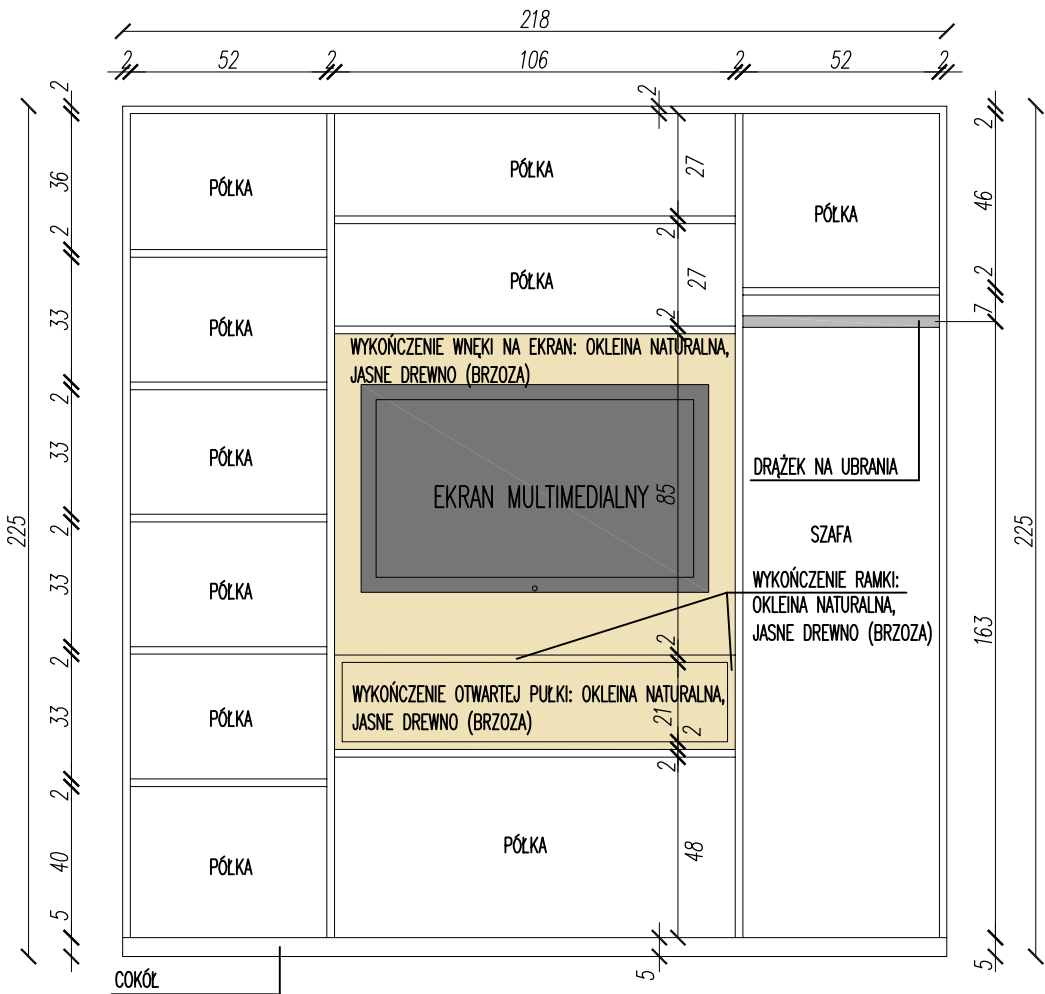 218
2 52 2 106 2 52 2
2
36
2
33
2
33
2
33
2
33
2
40
5
225
PÓŁKA
PÓŁKA
PÓŁKA
PÓŁKA
PÓŁKA
PÓŁKA
2
PÓŁKA
27
2
PÓŁKA
27
2
WYKOŃCZENIE WNĘKI NA EKRAN: OKLEINA NATURALNA,
JASNE DREWNO (BRZOZA)
EKRAN MULTIMEDIALNY
85
2
WYKOŃCZENIE OTWARTEJ PUŁKI: OKLEINA NATURALNA,
JASNE DREWNO (BRZOZA)
21
2
2
PÓŁKA
48
5
PÓŁKA
DRĄŻEK NA UBRANIA
SZAFA
WYKOŃCZENIE RAMKI:
OKLEINA NATURALNA,
JASNE DREWNO (BRZOZA)
2
46
2
7
163
5
225
COKÓŁ